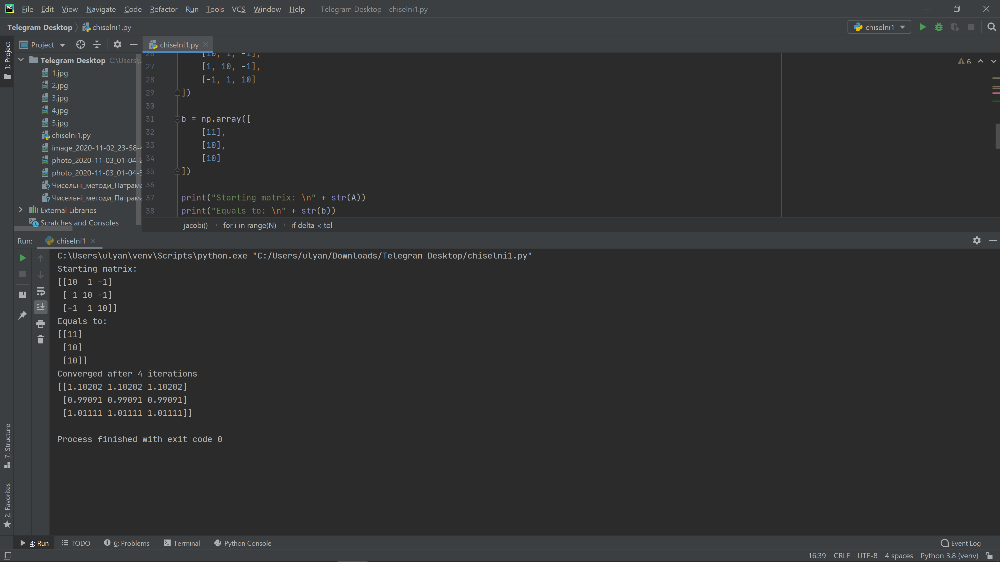 File Edit View Navigate Code Refactor Run Tools VCS Window Help Telegram Desktop - chiselni1.py
Telegram Desktop chiselni1.py chiselni1
1: Project
Project
chiselni1.py
Telegram Desktop C:\Users\u
1.jpg
2.jpg
3.jpg
4.jpg
5.jpg
chiselni1.py
image_2020-11-02_23-58-4
photo_2020-11-03_01-04-2
photo_2020-11-03_01-04-3
Чисельні_методи_Патрама
Чисельні_методи_Патрама
External Libraries
Scratches and Consoles
26 [10, 1, -1],
27 [1, 10, -1],
28 [-1, 1, 10]
29 ])
30
31 b = np.array([
32 [11],
33 [10],
34 [10]
35 ])
36
37 print("Starting matrix: \n" + str(A))
38 print("Equals to: \n" + str(b))
6
jacobi() for i in range(N) if delta < tol
Run: chiselni1
C:\Users\ulyan\venv\Scripts\python.exe "C:/Users/ulyan/Downloads/Telegram Desktop/chiselni1.py"
Starting matrix:
[[10  1 -1]
 [ 1 10 -1]
 [-1  1 10]]
Equals to:
[[11]
 [10]
 [10]]
Converged after 4 iterations
[[1.10202 1.10202 1.10202]
 [0.99091 0.99091 0.99091]
 [1.01111 1.01111 1.01111]]
Process finished with exit code 0
7: Structure
2: Favorites
4: Run TODO 6: Problems Terminal Python Console Event Log
16:39 CRLF UTF-8 4 spaces Python 3.8 (venv)